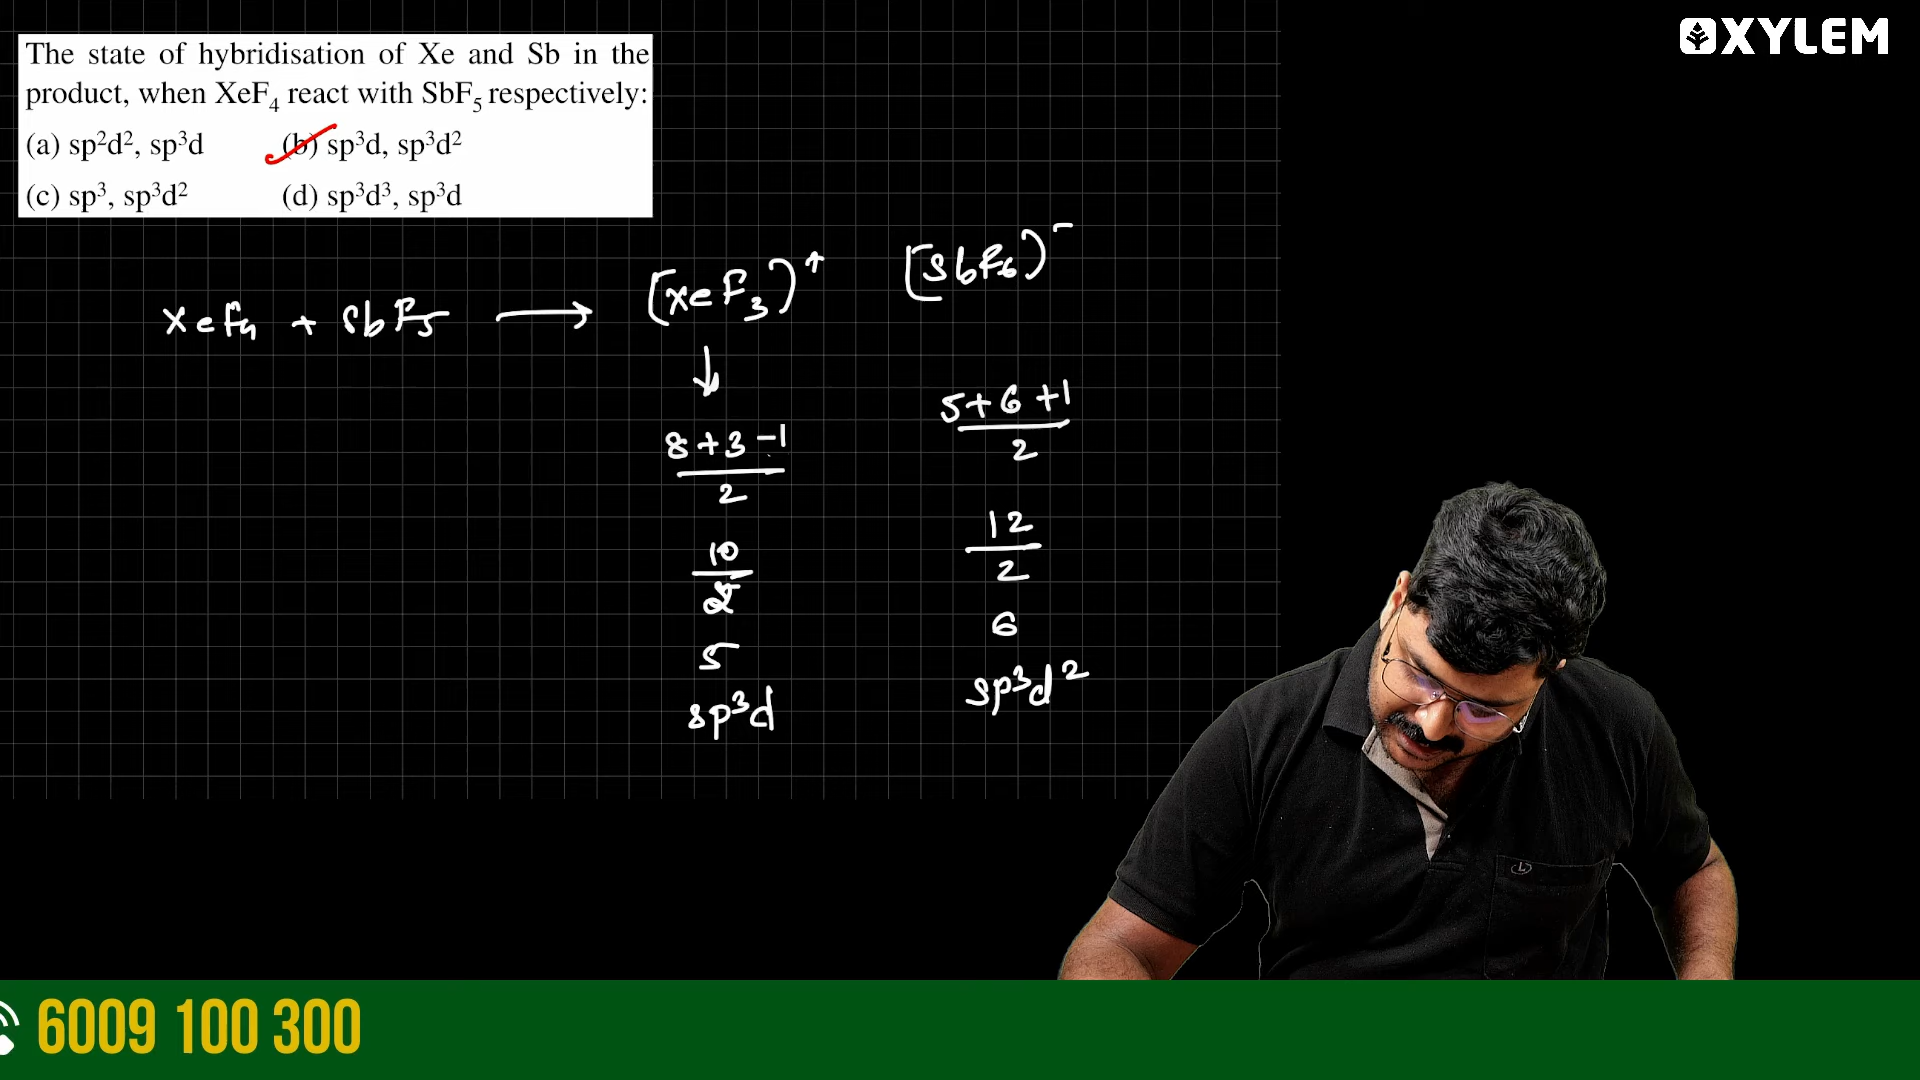 OXYLEM
The state of hybridisation of Xe and Sb in the
product, when XeF₄ react with SbF₅ respectively:
(a) sp²d², sp³d (b) sp³d, sp³d²
(c) sp³, sp³d² (d) sp³d³, sp³d
XeF₄ + SbF₅ ⟶ [XeF₃)⁺ [SbF₆)⁻
↓
8+3-1
2
10
2
5
sp³d
5+6+1
2
12
2
6
sp³d²
6009 100 300